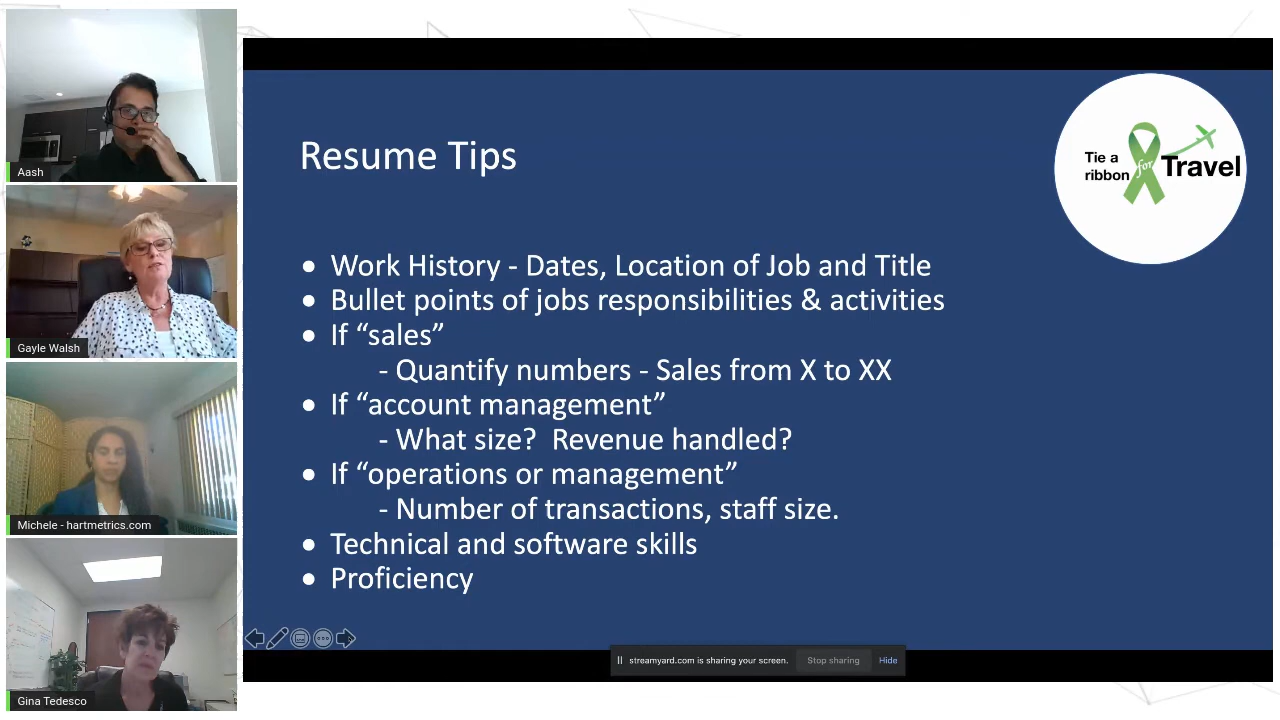 Aash
Gayle Walsh
Michele - hartmetrics.com
Gina Tedesco
Resume Tips
Tie a
ribbon for Travel
• Work History - Dates, Location of Job and Title
• Bullet points of jobs responsibilities & activities
• If “sales”
- Quantify numbers - Sales from X to XX
• If “account management”
- What size? Revenue handled?
• If “operations or management”
- Number of transactions, staff size.
• Technical and software skills
• Proficiency
streamyard.com is sharing your screen. Stop sharing Hide